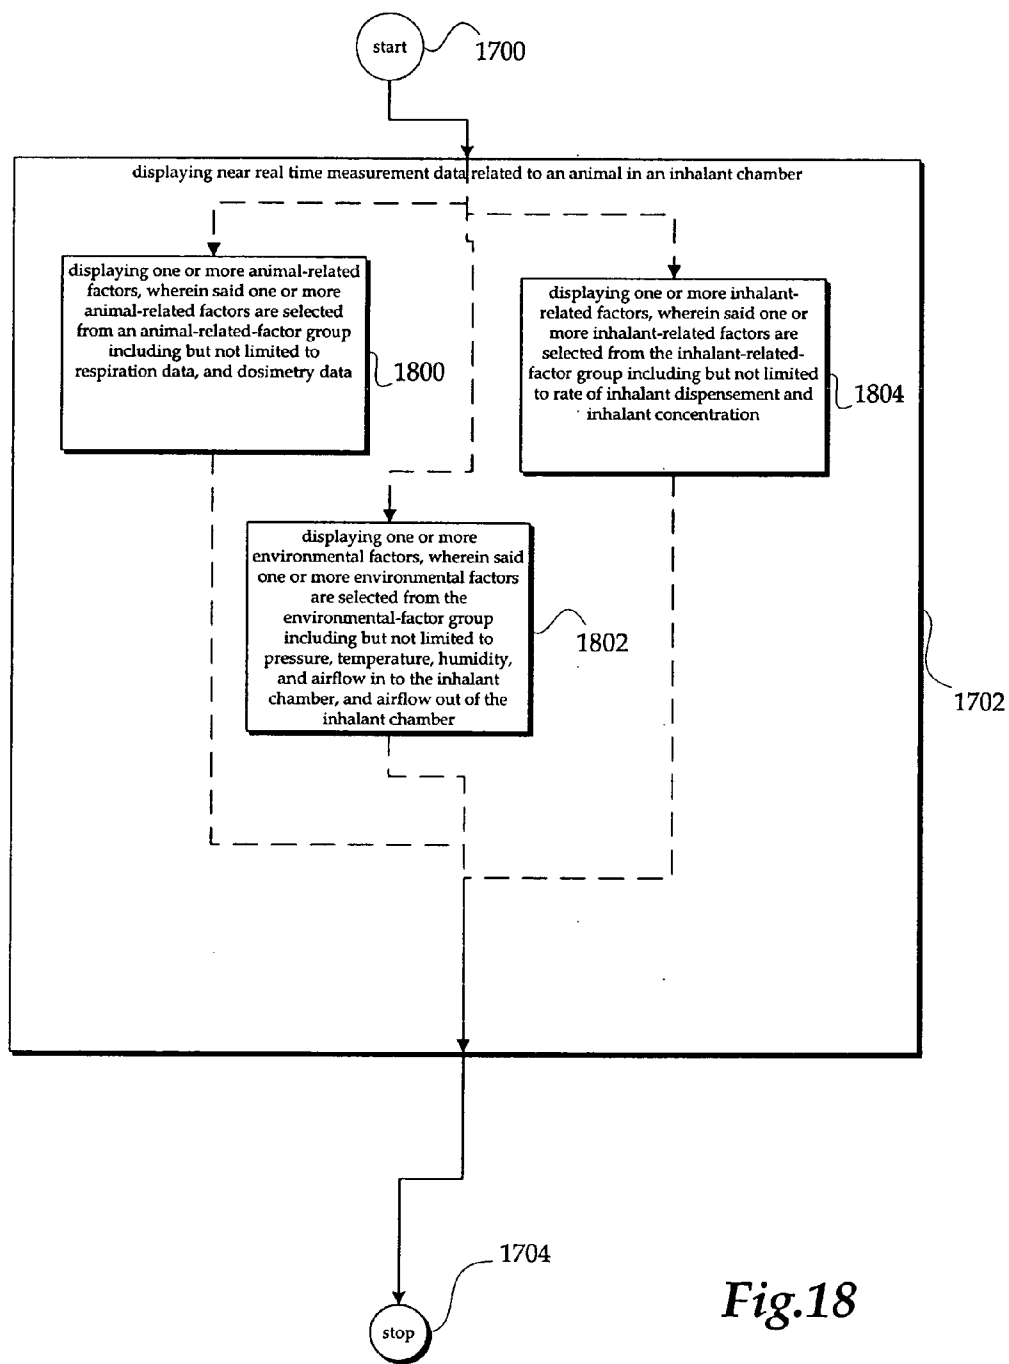 start
1700
displaying near real time measurement data related to an animal in an inhalant chamber
displaying one or more animal-related
factors, wherein said one or more
animal-related factors are selected
from an animal-related-factor group
including but not limited to
respiration data, and dosimetry data
1800
displaying one or more inhalant-
related factors, wherein said one or
more inhalant-related factors are
selected from the inhalant-related-
factor group including but not limited
to rate of inhalant dispensement and
inhalant concentration
1804
displaying one or more
environmental factors, wherein said
one or more environmental factors
are selected from the
environmental-factor group
including but not limited to
pressure, temperature, humidity,
and airflow in to the inhalant
chamber, and airflow out of the
inhalant chamber
1802
1702
1704
stop
Fig.18